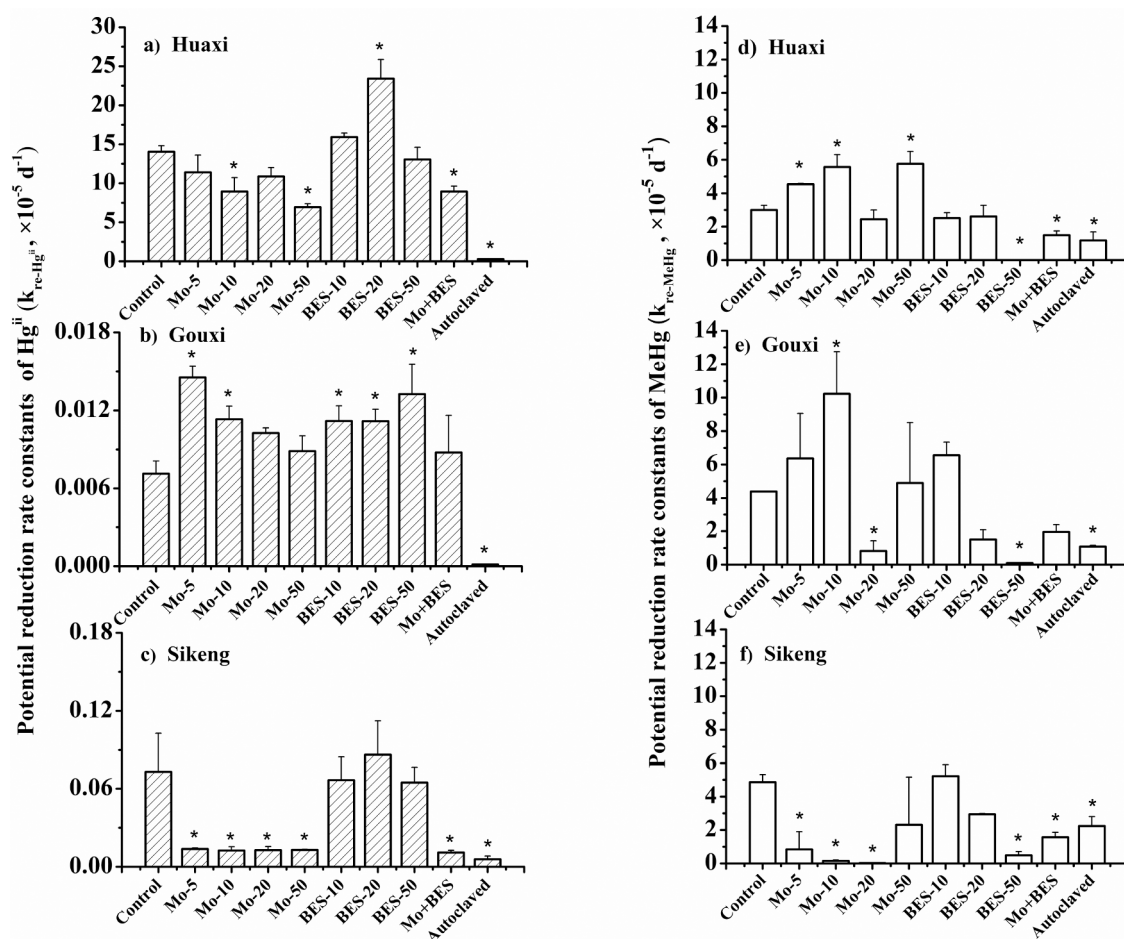 Potential reduction rate constants of Hg^ii (k_re-Hg^ii, ×10^-5 d^-1)
a) Huaxi
30
25
20
15
10
5
0
* * * * *
Control Mo-5 Mo-10 Mo-20 Mo-50 BES-10 BES-20 BES-50 Mo+BES Autoclaved
b) Gouxi
0.018
0.012
0.006
0.000
* * * * * *
Control Mo-5 Mo-10 Mo-20 Mo-50 BES-10 BES-20 BES-50 Mo+BES Autoclaved
c) Sikeng
0.18
0.12
0.06
0.00
* * * * * *
Control Mo-5 Mo-10 Mo-20 Mo-50 BES-10 BES-20 BES-50 Mo+BES Autoclaved
Potential reduction rate constants of MeHg (k_re-MeHg, ×10^-5 d^-1)
d) Huaxi
14
12
10
8
6
4
2
0
* * * * * *
Control Mo-5 Mo-10 Mo-20 Mo-50 BES-10 BES-20 BES-50 Mo+BES Autoclaved
e) Gouxi
14
12
10
8
6
4
2
0
* * * *
Control Mo-5 Mo-10 Mo-20 Mo-50 BES-10 BES-20 BES-50 Mo+BES Autoclaved
f) Sikeng
14
12
10
8
6
4
2
0
* * * * * *
Control Mo-5 Mo-10 Mo-20 Mo-50 BES-10 BES-20 BES-50 Mo+BES Autoclaved